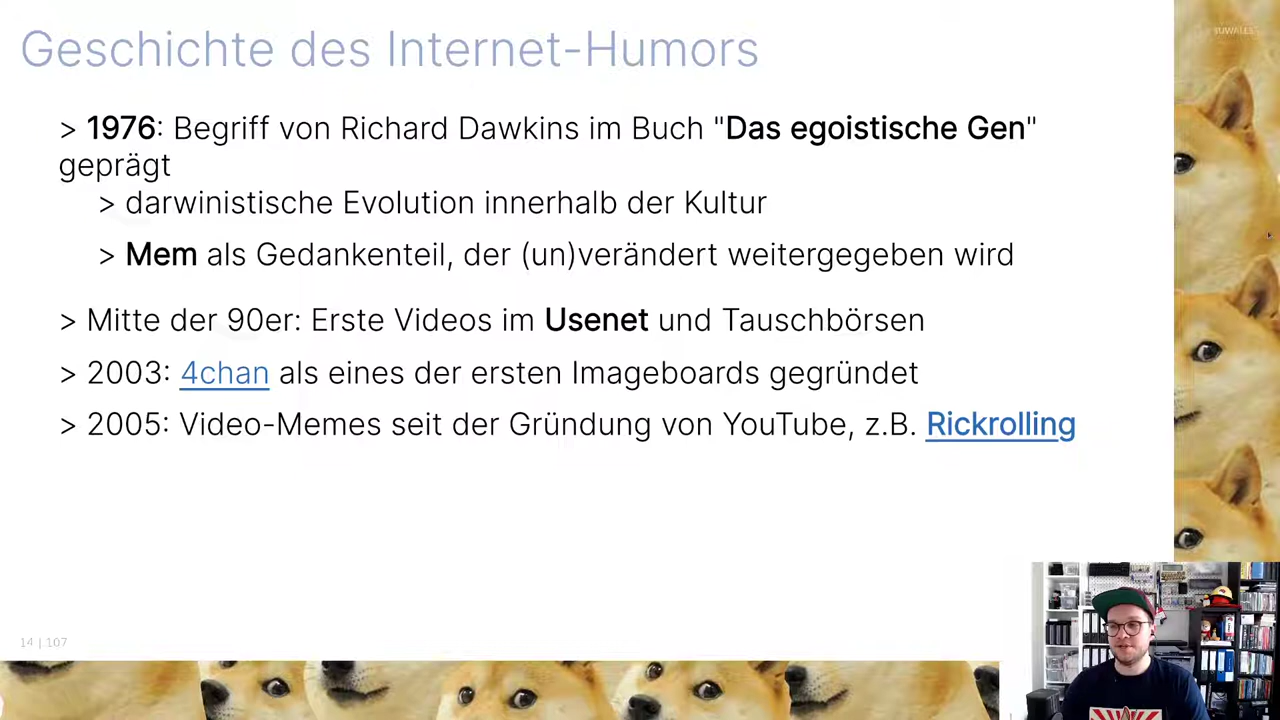 Geschichte des Internet-Humors
> 1976: Begriff von Richard Dawkins im Buch "Das egoistische Gen"
geprägt
> darwinistische Evolution innerhalb der Kultur
> Mem als Gedankenteil, der (un)verändert weitergegeben wird
> Mitte der 90er: Erste Videos im Usenet und Tauschbörsen
> 2003: 4chan als eines der ersten Imageboards gegründet
> 2005: Video-Memes seit der Gründung von YouTube, z.B. Rickrolling
14 | 107